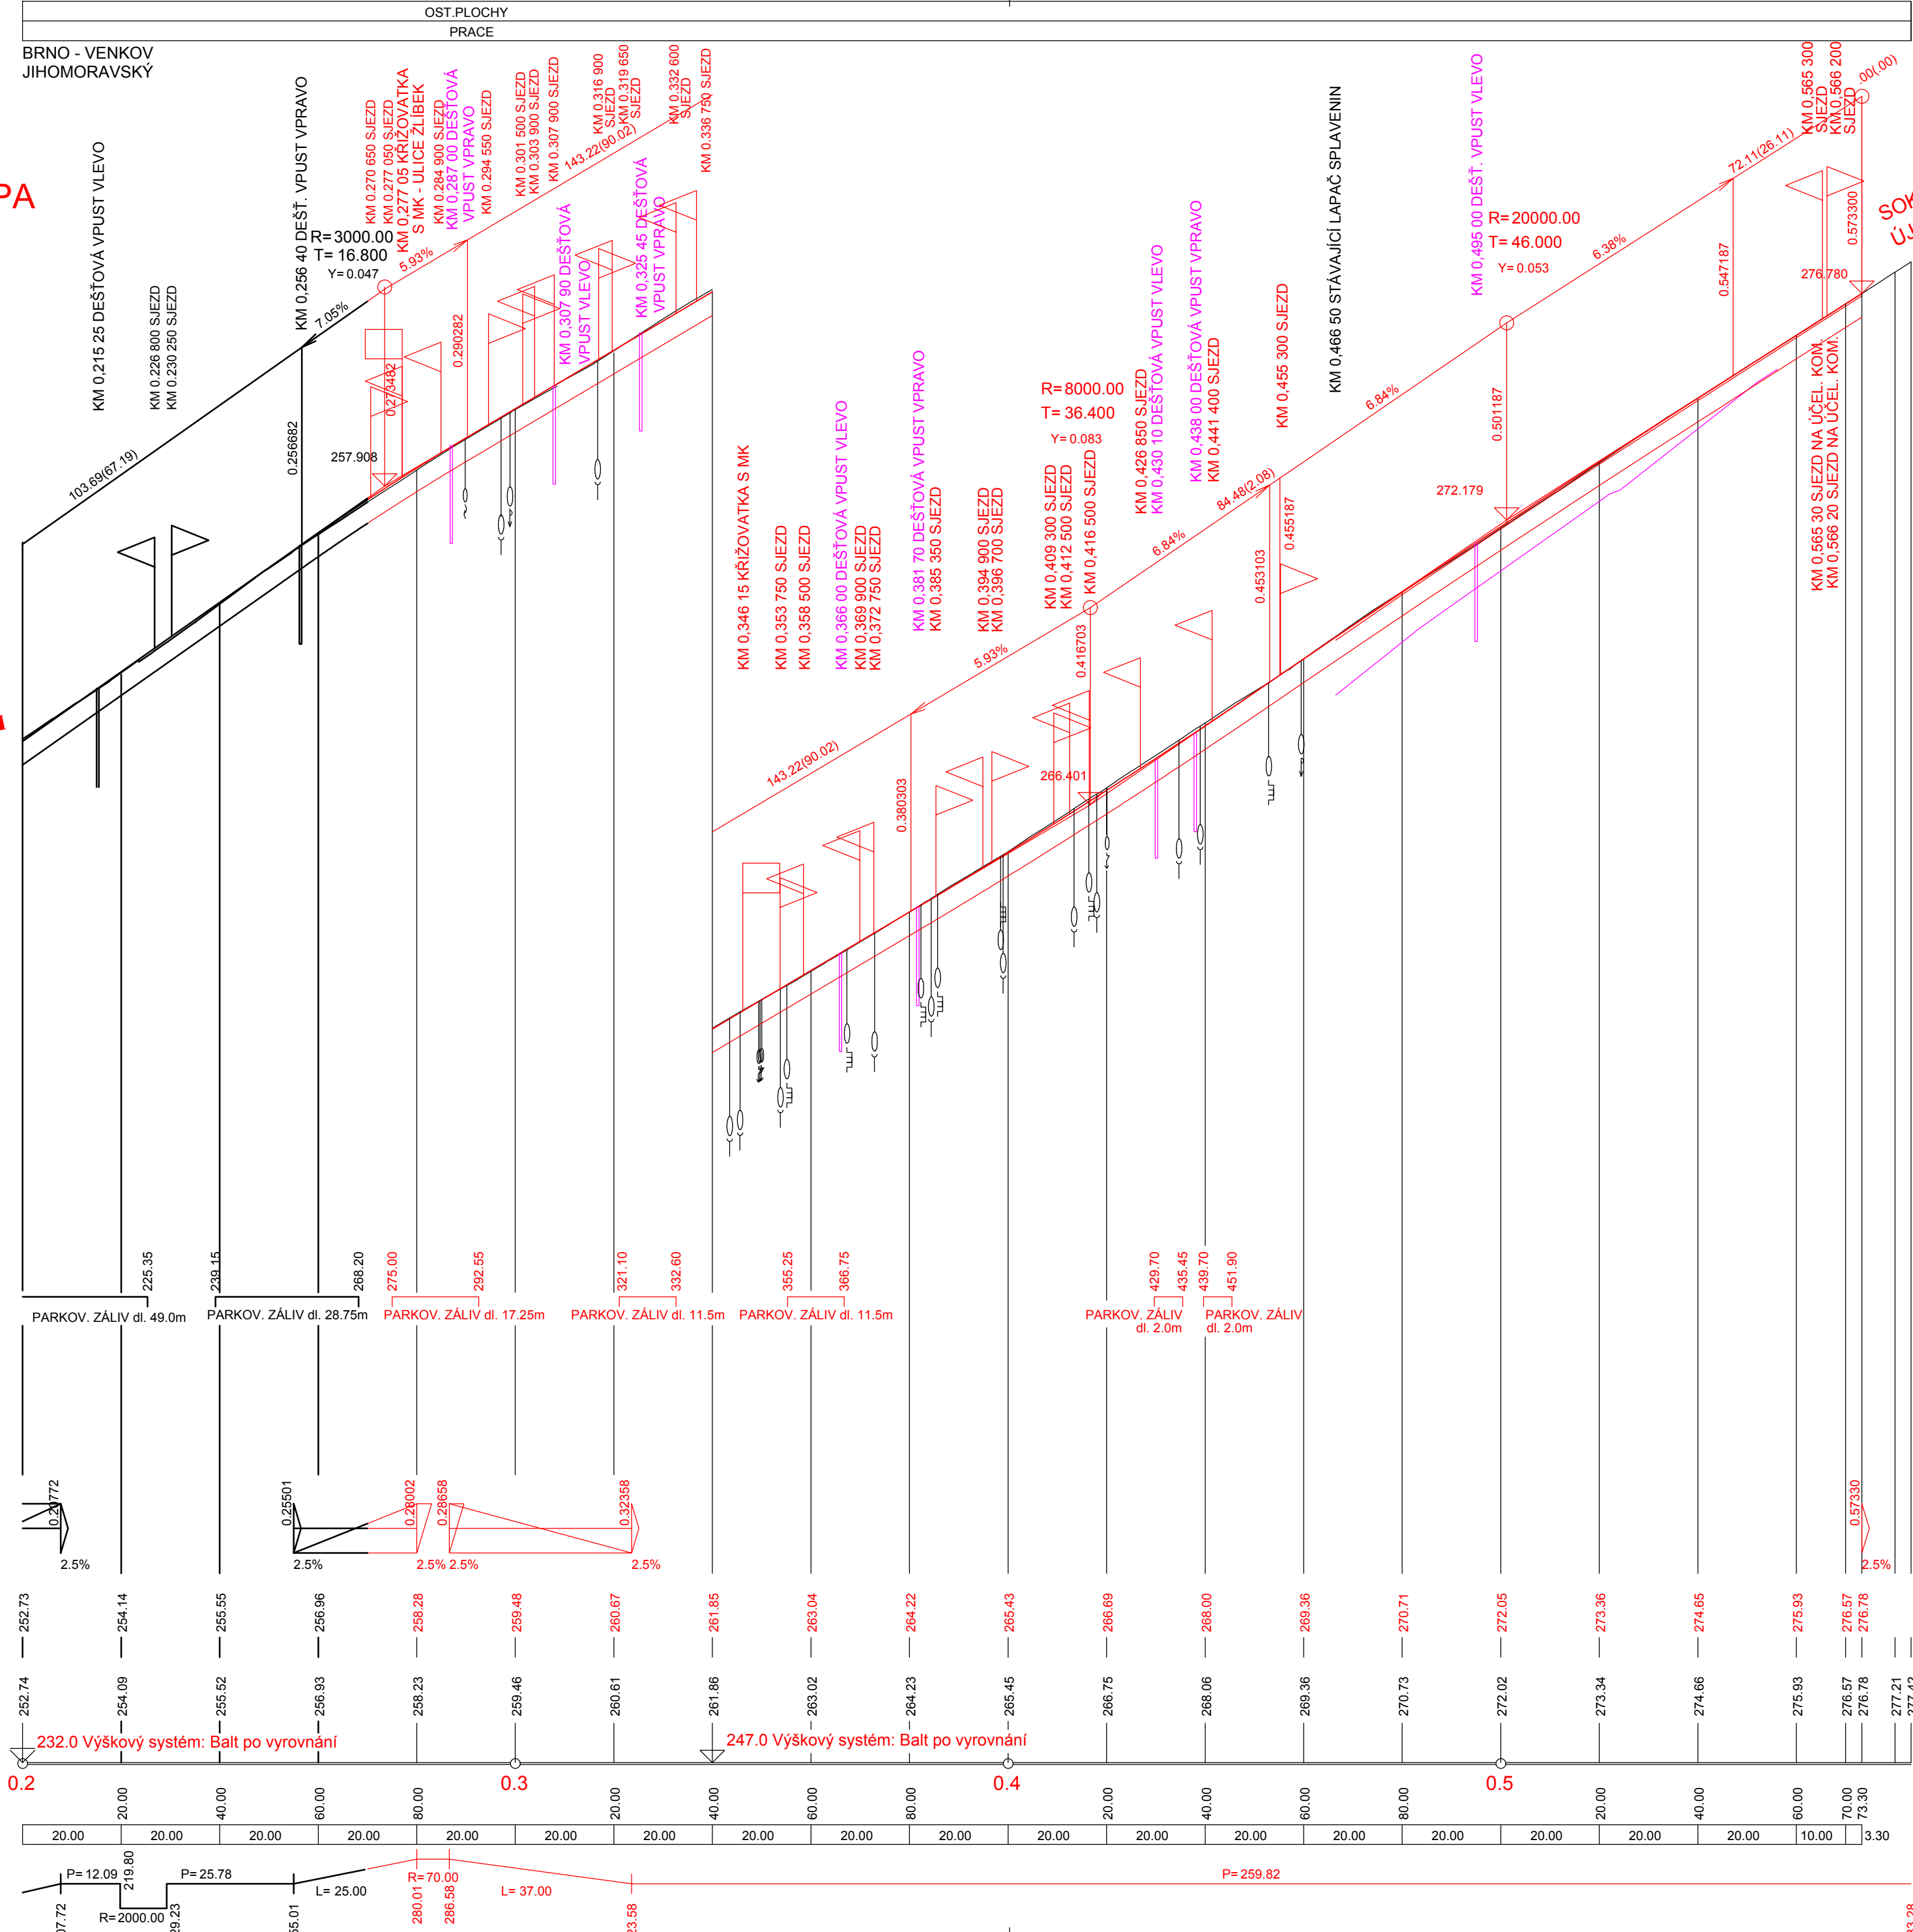 OST.PLOCHY
PRACE
BRNO - VENKOV
JIHOMORAVSKÝ
PA
KM 0,215 225 DEŠŤOVÁ VPUST VLEVO
KM 0.226 800 SJEZD
KM 0.230 250 SJEZD
KM 0,256 40 DEŠŤ. VPUST VPRAVO
KM 0.270 650 SJEZD
KM 0.277 050 SJEZD
KM 0,277 05 KŘIŽOVATKA
S MK - ULICE ŽLÍBEK
KM 0.284 900 SJEZD
KM 0,287 00 DEŠŤOVÁ
VPUST VPRAVO
KM 0.294 550 SJEZD
KM 0.301 500 SJEZD
KM 0.303 900 SJEZD
KM 0.307 900 SJEZD
KM 0,307 90 DEŠŤOVÁ
VPUST VLEVO
KM 0.316 900
SJEZD
KM 0.319 650
SJEZD
KM 0,325 45 DEŠŤOVÁ
VPUST VPRAVO
KM 0.332 600
SJEZD
KM 0.336 750 SJEZD
103.69(67.19)
7.05%
R=3000.00
T= 16.800
Y= 0.047
5.93%
143.22(90.02)
0.256682
257.908
0.273482
0.290282
KM 0,346 15 KŘIŽOVATKA S MK
KM 0,353 750 SJEZD
KM 0,358 500 SJEZD
KM 0,366 00 DEŠŤOVÁ VPUST VLEVO
KM 0,369 900 SJEZD
KM 0,372 750 SJEZD
KM 0,381 70 DEŠŤOVÁ VPUST VPRAVO
KM 0,385 350 SJEZD
KM 0,394 900 SJEZD
KM 0,396 700 SJEZD
KM 0,409 300 SJEZD
KM 0,412 500 SJEZD
KM 0,416 500 SJEZD
KM 0,426 850 SJEZD
KM 0,430 10 DEŠŤOVÁ VPUST VLEVO
KM 0,438 00 DEŠŤOVÁ VPUST VPRAVO
KM 0,441 400 SJEZD
KM 0,455 300 SJEZD
KM 0,466 50 STÁVAJÍCÍ LAPAČ SPLAVENIN
KM 0,495 00 DEŠŤ. VPUST VLEVO
KM 0,565 300
SJEZD
KM 0,566 200
SJEZD
KM 0,565 30 SJEZD NA ÚČEL. KOM.
KM 0,566 20 SJEZD NA ÚČEL. KOM.
143.22(90.02)
5.93%
R=8000.00
T= 36.400
Y= 0.083
6.84%
84.48(2.08)
6.84%
R=20000.00
T= 46.000
Y= 0.053
6.38%
72.11(26.11)
.00(.00)
0.380303
266.401
0.416703
0.453103
0.455187
272.179
0.501187
0.547187
276.780
0.573300
225.35
239.15
268.20
275.00
292.55
321.10
332.60
355.25
366.75
429.70
435.45
439.70
451.90
PARKOV. ZÁLIV dl. 49.0m
PARKOV. ZÁLIV dl. 28.75m
PARKOV. ZÁLIV dl. 17.25m
PARKOV. ZÁLIV dl. 11.5m
PARKOV. ZÁLIV dl. 11.5m
PARKOV. ZÁLIV
dl. 2.0m
PARKOV. ZÁLIV
dl. 2.0m
0.20772
0.25501
0.28002
0.28658
0.32358
0.57330
2.5%
2.5%
2.5%
2.5%
2.5%
2.5%
252.73
254.14
255.55
256.96
258.28
259.48
260.67
261.85
263.04
264.22
265.43
266.69
268.00
269.36
270.71
272.05
273.36
274.65
275.93
276.57
276.78
252.74
254.09
255.52
256.93
258.23
259.46
260.61
261.86
263.02
264.23
265.45
266.75
268.06
269.36
270.73
272.02
273.34
274.66
275.93
276.57
276.78
277.21
232.0 Výškový systém: Balt po vyrovnání
247.0 Výškový systém: Balt po vyrovnání
0.2
0.3
0.4
0.5
20.00
40.00
60.00
80.00
20.00
40.00
60.00
80.00
20.00
40.00
60.00
80.00
20.00
40.00
60.00
70.00
73.30
20.00 20.00 20.00 20.00 20.00 20.00 20.00 20.00 20.00 20.00 20.00 20.00 20.00 20.00 20.00 20.00 20.00 20.00 10.00 3.30
P= 12.09
219.80
P= 25.78
R=2000.00
L= 25.00
R=70.00
280.01
286.58
L= 37.00
P= 259.82